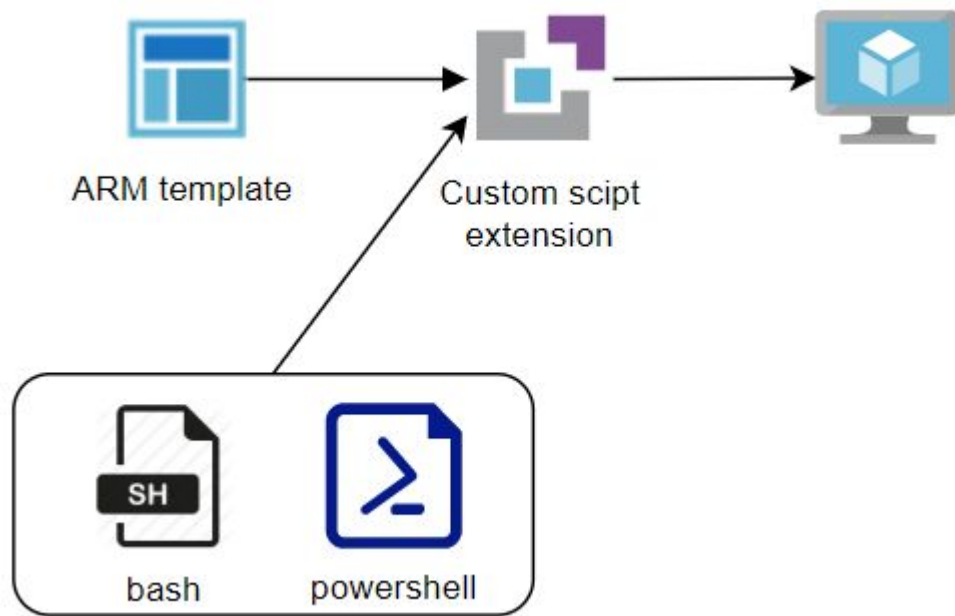 ARM template
Custom scipt
extension
SH
bash
powershell